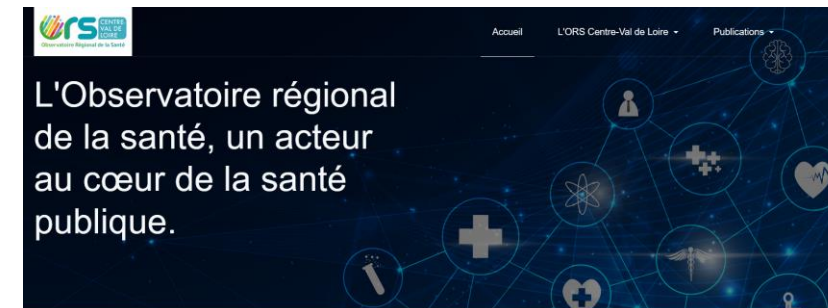 ORS CENTRE-
VAL DE
LOIRE
Observatoire Régional de la Santé
Accueil L'ORS Centre-Val de Loire Publications
L'Observatoire régional
de la santé, un acteur
au cœur de la santé
publique.